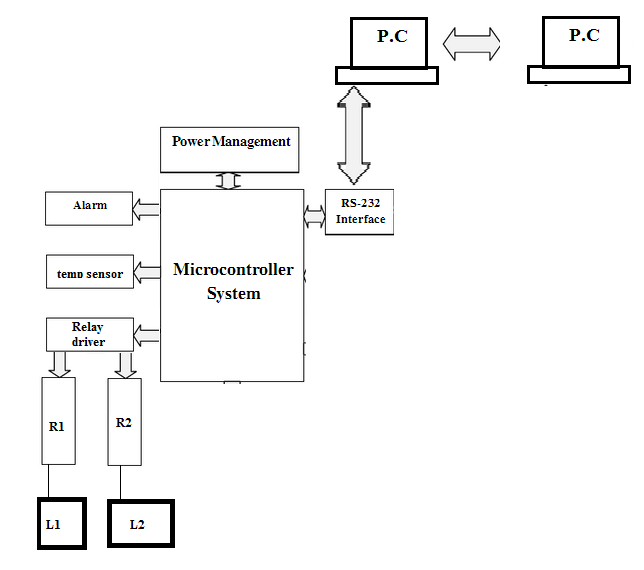 P.C
P.C
Power Management
Alarm
RS-232
Interface
Microcontroller
System
temp sensor
Relay
driver
R1
R2
L1
L2